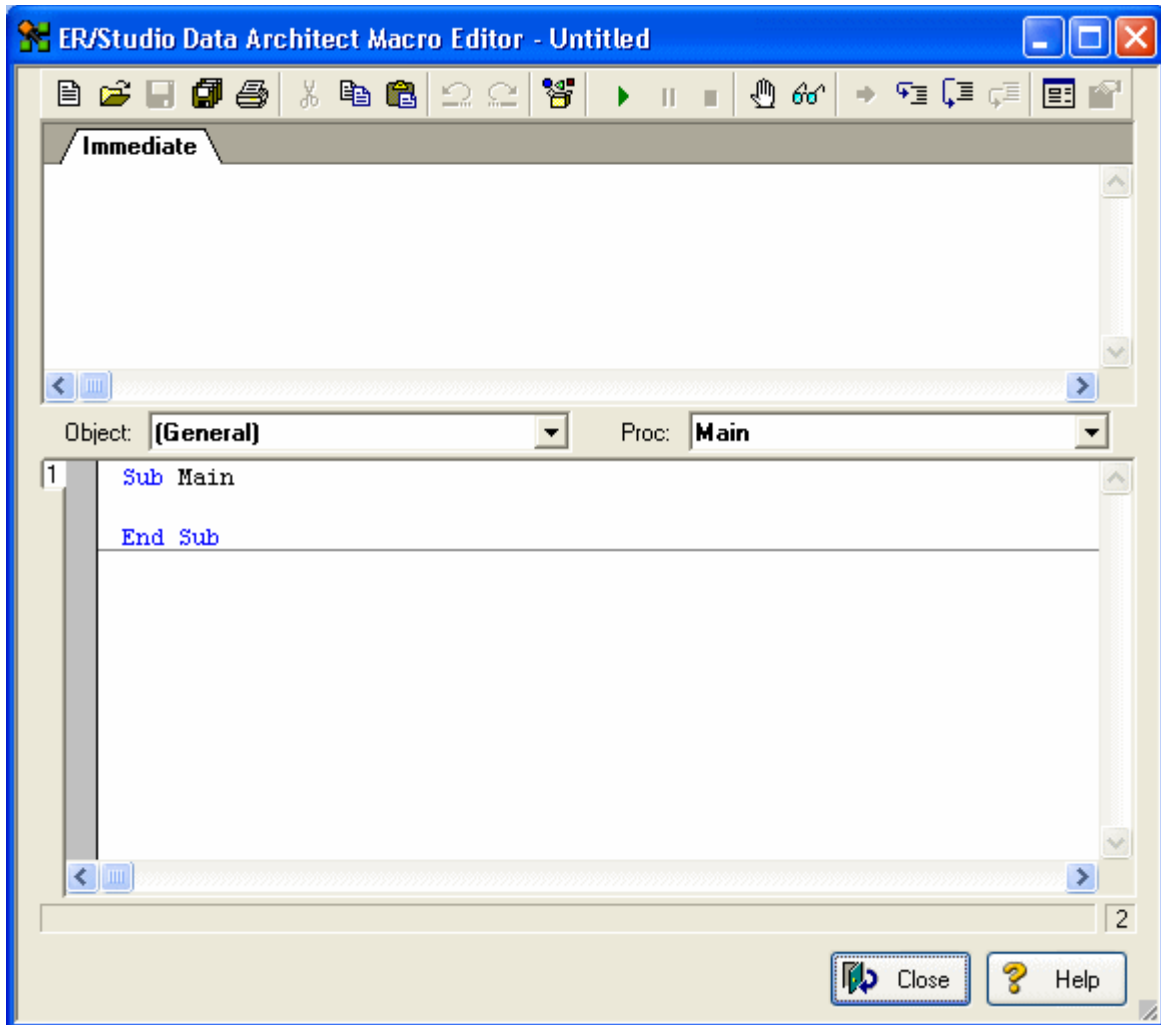 ER/Studio Data Architect Macro Editor - Untitled
Immediate
Object: (General) Proc: Main
1
Sub Main
End Sub
2
Close Help